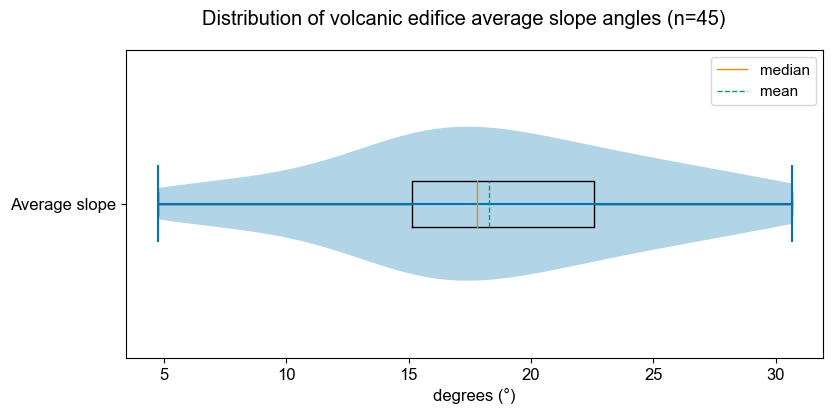 Distribution of volcanic edifice average slope angles (n=45)
median
mean
Average slope
5 10 15 20 25 30
degrees (°)